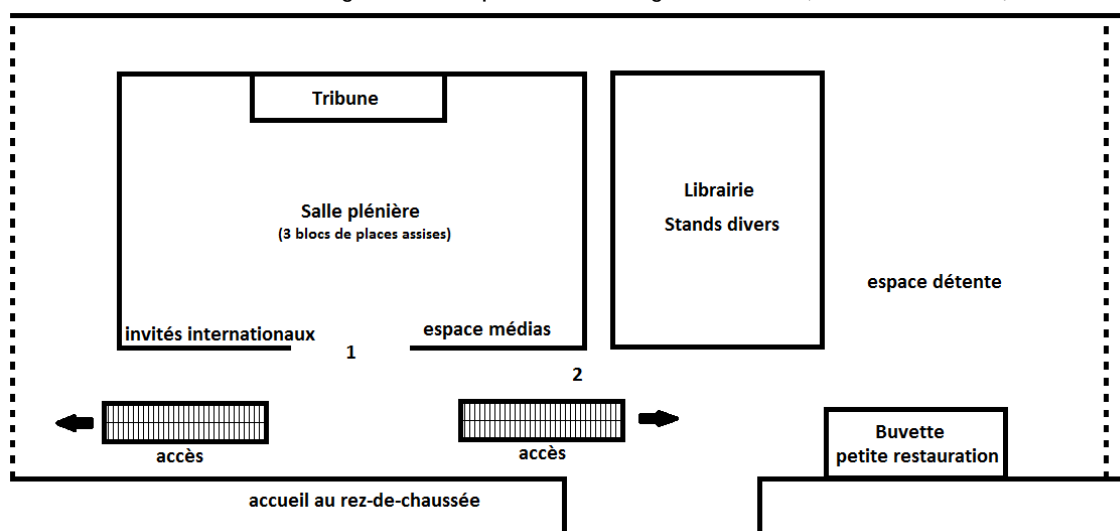 Tribune
Salle plénière
(3 blocs de places assises)
Librairie
Stands divers
espace détente
invités internationaux
espace médias
1
2
accès
accès
Buvette
petite restauration
accueil au rez-de-chaussée